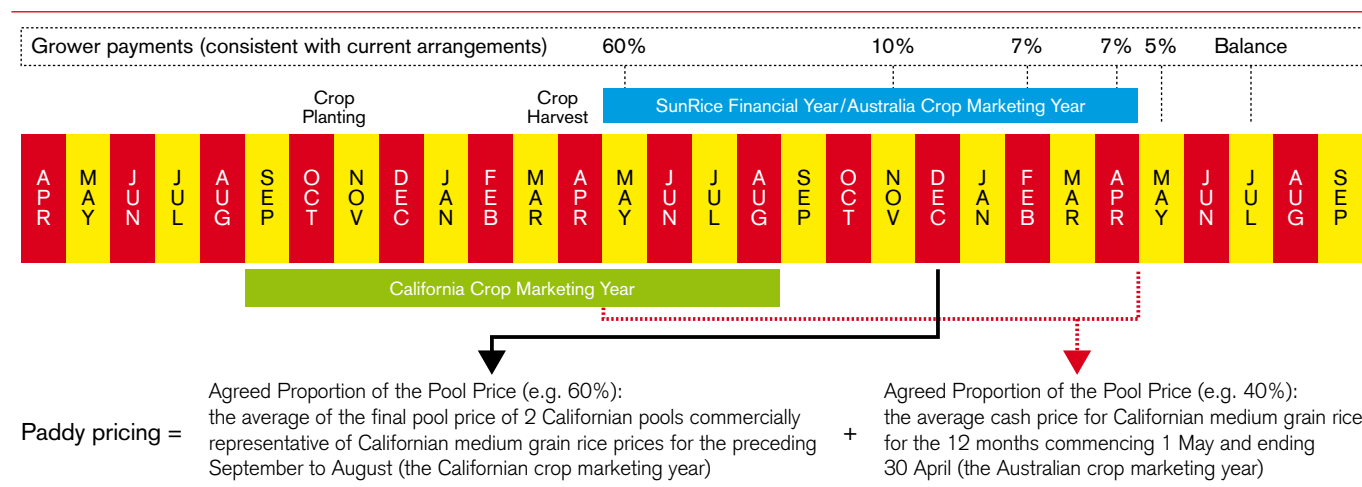 Grower payments (consistent with current arrangements) 60% 10% 7% 7% 5% Balance
Crop
Planting
Crop
Harvest
SunRice Financial Year/Australia Crop Marketing Year
APR MAY JUN JUL AUG SEP OCT NOV DEC JAN FEB MAR APR MAY JUN JUL AUG SEP OCT NOV DEC JAN FEB MAR APR MAY JUN JUL AUG SEP
California Crop Marketing Year
Paddy pricing =
Agreed Proportion of the Pool Price (e.g. 60%):
the average of the final pool price of 2 Californian pools commercially
representative of Californian medium grain rice prices for the preceding
September to August (the Californian crop marketing year)
+
Agreed Proportion of the Pool Price (e.g. 40%):
the average cash price for Californian medium grain rice
for the 12 months commencing 1 May and ending
30 April (the Australian crop marketing year)